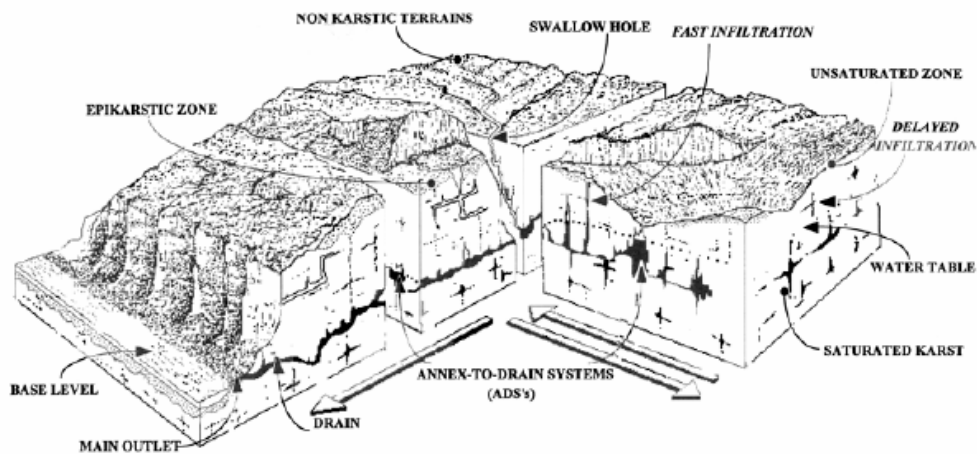 NON KARSTIC TERRAINS
SWALLOW HOLE
FAST INFILTRATION
UNSATURATED ZONE
EPIKARSTIC ZONE
DELAYED
INFILTRATION
WATER TABLE
SATURATED KARST
ANNEX-TO-DRAIN SYSTEMS
(ADS's)
BASE LEVEL
DRAIN
MAIN OUTLET